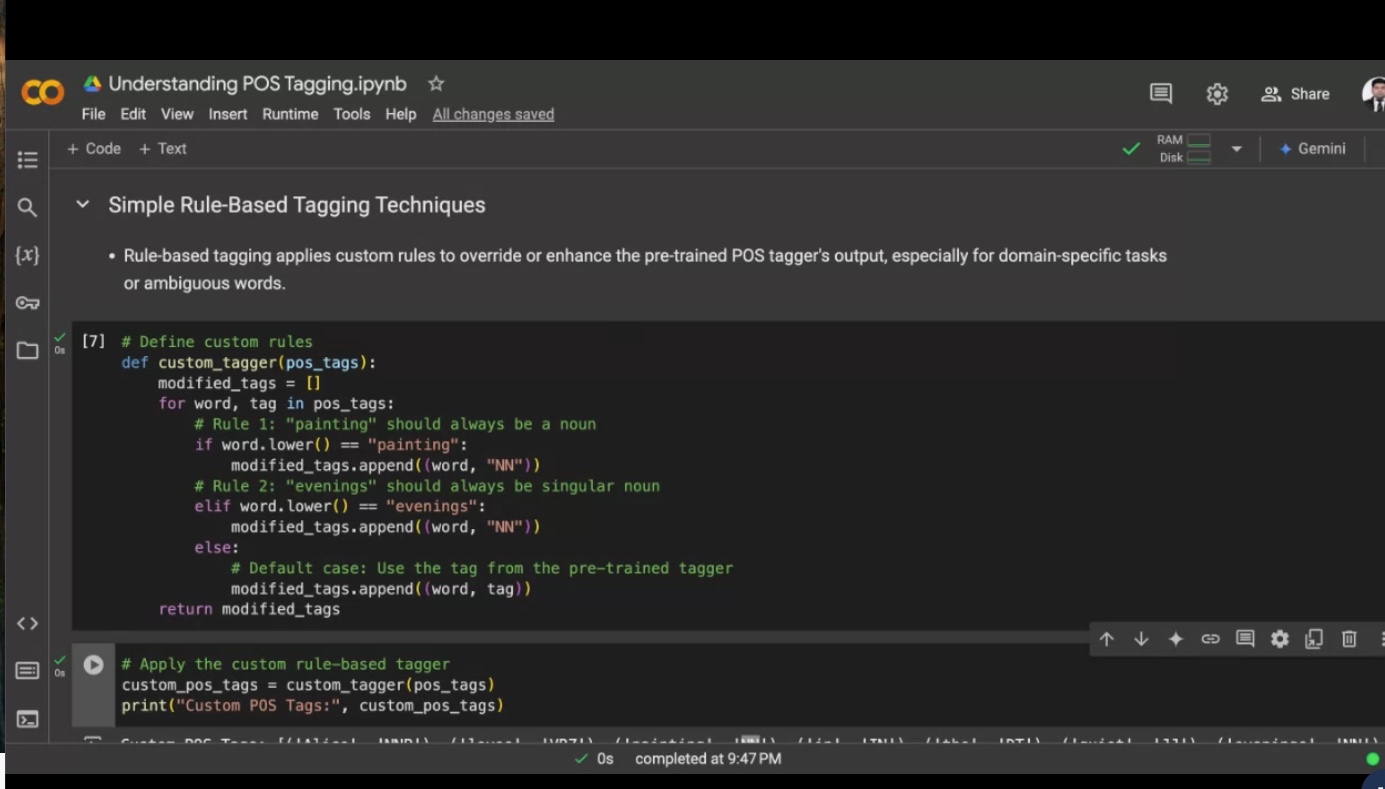 Understanding POS Tagging.ipynb
Share
File Edit View Insert Runtime Tools Help All changes saved
+ Code + Text
RAM
Disk
Gemini
Simple Rule-Based Tagging Techniques
• Rule-based tagging applies custom rules to override or enhance the pre-trained POS tagger's output, especially for domain-specific tasks
or ambiguous words.
{x}
0s
[7] # Define custom rules
def custom_tagger(pos_tags):
    modified_tags = []
    for word, tag in pos_tags:
        # Rule 1: "painting" should always be a noun
        if word.lower() == "painting":
            modified_tags.append((word, "NN"))
        # Rule 2: "evenings" should always be singular noun
        elif word.lower() == "evenings":
            modified_tags.append((word, "NN"))
        else:
            # Default case: Use the tag from the pre-trained tagger
            modified_tags.append((word, tag))
    return modified_tags
0s
# Apply the custom rule-based tagger
custom_pos_tags = custom_tagger(pos_tags)
print("Custom POS Tags:", custom_pos_tags)
0s completed at 9:47 PM